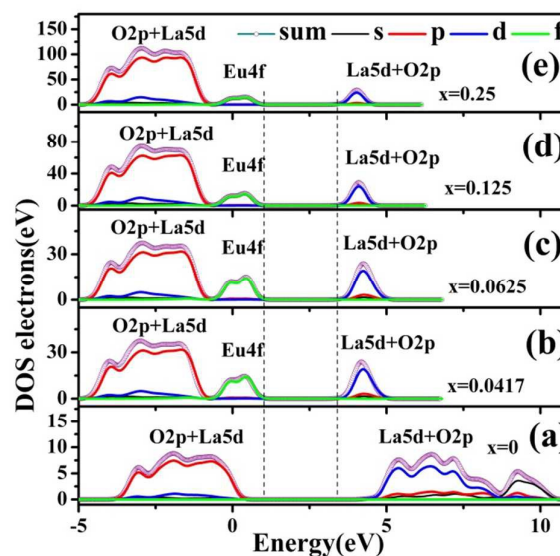 sum s p d f
DOS electrons(eV)
150
125
100
75
50
25
0
O2p+La5d
Eu4f
La5d+O2p
(e)
x=0.25
80
40
0
O2p+La5d
Eu4f
La5d+O2p
(d)
x=0.125
30
0
O2p+La5d
Eu4f
La5d+O2p
(c)
x=0.0625
30
0
O2p+La5d
Eu4f
La5d+O2p
(b)
x=0.0417
15
10
5
0
O2p+La5d
La5d+O2p
x=0
(a)
-5 0 5 10
Energy(eV)